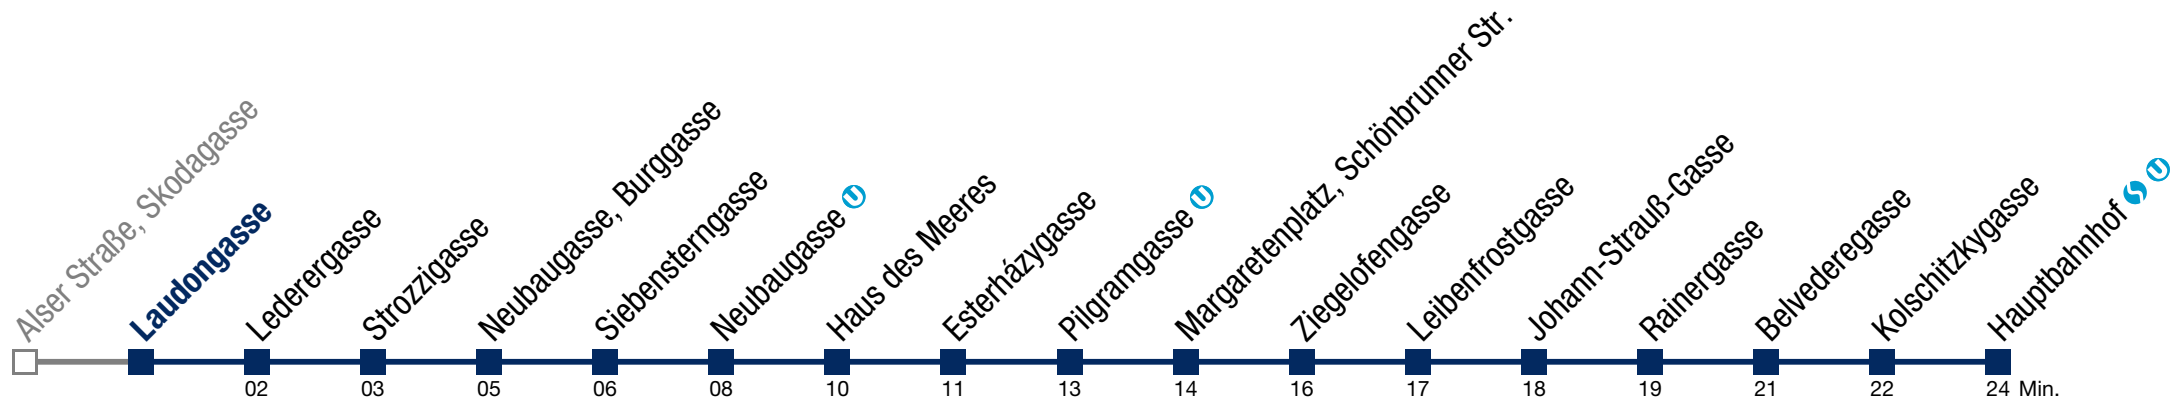 Alser Straße, Skodagasse
Laudongasse
Lederergasse
Strozzigasse
Neubaugasse, Burggasse
Siebensterngasse
Neubaugasse U
Haus des Meeres
Esterházygasse
Pilgramgasse U
Margaretenplatz, Schönbrunner Str.
Ziegelofengasse
Leibenfrostgasse
Johann-Strauß-Gasse
Rainergasse
Belvederegasse
Kolschitzkygasse
Hauptbahnhof S U
02 03 05 06 08 10 11 13 14 16 17 18 19 21 22 24 Min.